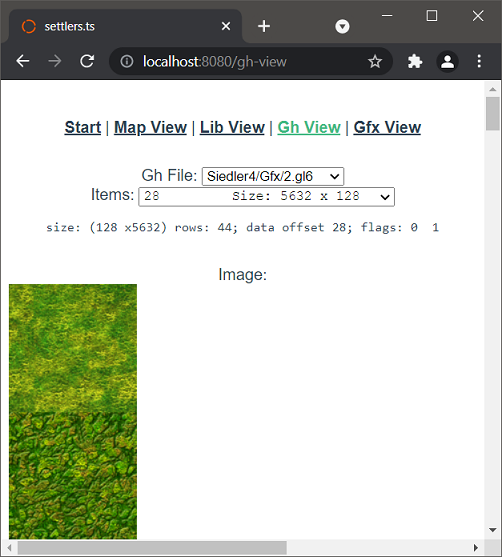 settlers.ts
localhost:8080/gh-view
Start | Map View | Lib View | Gh View | Gfx View
Gh File: Siedler4/Gfx/2.gl6
Items: 28 Size: 5632 x 128
size: (128 x5632) rows: 44; data offset 28; flags: 0 1
Image: